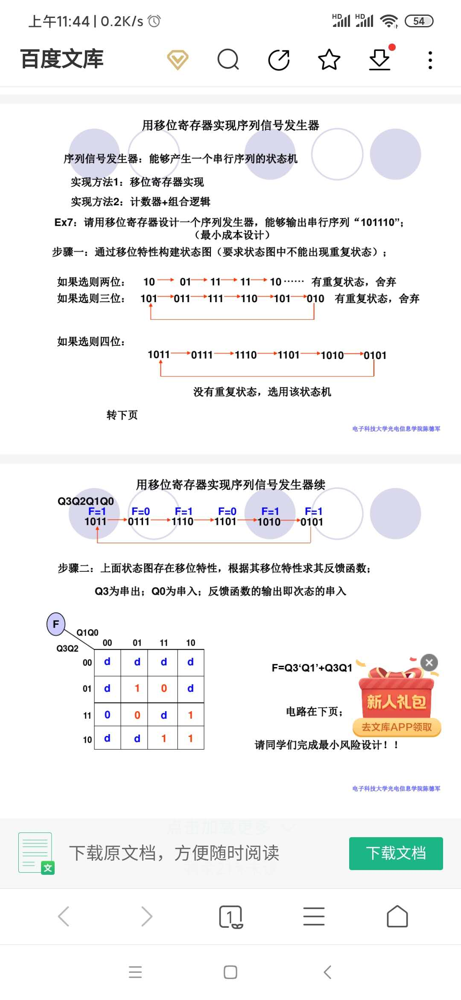 上午11:44 | 0.2K/s
HD HD 54
百度文库
用移位寄存器实现序列信号发生器
序列信号发生器：能够产生一个串行序列的状态机
实现方法1：移位寄存器实现
实现方法2：计数器+组合逻辑
Ex7：请用移位寄存器设计一个序列发生器，能够输出串行序列“101110”；
（最小成本设计）
步骤一：通过移位特性构建状态图（要求状态图中不能出现重复状态）；
如果选则两位： 10 01 11 11 10 …… 有重复状态，舍弃
如果选则三位： 101 011 111 110 101 010 有重复状态，舍弃
如果选则四位：
1011 0111 1110 1101 1010 0101
没有重复状态，选用该状态机
转下页
电子科技大学光电信息学院陈德军
用移位寄存器实现序列信号发生器续
Q3Q2Q1Q0
F=1 F=0 F=1 F=0 F=1 F=1
1011 0111 1110 1101 1010 0101
步骤二：上面状态图存在移位特性，根据其移位特性求其反馈函数；
Q3为串出；Q0为串入；反馈函数的输出即次态的串入
F
Q1Q0
Q3Q2
00 01 11 10
00 d d d d
01 d 1 0 d
11 0 0 d 1
10 d d 1 1
F=Q3‘Q1’+Q3Q1
新人礼包
去文库APP领取
电路在下页；
请同学们完成最小风险设计！！
电子科技大学光电信息学院陈德军
点击加载更多
下载原文档，方便随时阅读
文
下载文档
1